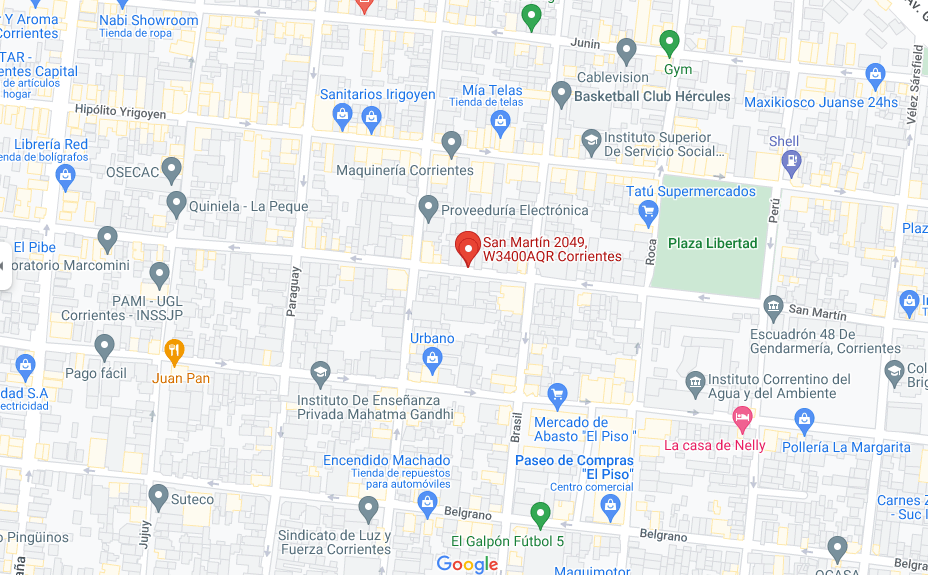 Nabi Showroom
Tienda de ropa
Y Aroma
Corrientes
Junín
Gym
Cablevision
Av. G
Vélez Sársfield
TAR -
entes Capital
de artículos
hogar
Sanitarios Irigoyen
Mía Telas
Tienda de telas
Basketball Club Hércules
Maxikiosco Juanse 24hs
Hipólito Yrigoyen
Librería Red
enda de bolígrafos
Instituto Superior
De Servicio Social...
Shell
OSECAC
Maquinería Corrientes
Tatú Supermercados
Quiniela - La Peque
Proveeduría Electrónica
Perú
Plaz
El Pibe
oratorio Marcomini
San Martín 2049,
W3400AQR Corrientes
Roca
Plaza Libertad
Paraguay
PAMI - UGL
Corrientes - INSSJP
San Martín
Escuadrón 48 De
Gendarmería, Corrientes
Urbano
Pago fácil
Juan Pan
dad S.A
ectricidad
Instituto De Enseñanza
Privada Mahatma Gandhi
Instituto Correntino del
Agua y del Ambiente
Col
Brig
Brasil
Mercado de
Abasto "El Piso "
La casa de Nelly
Pollería La Margarita
Encendido Machado
Tienda de repuestos
para automóviles
Paseo de Compras
"El Piso"
Centro comercial
Suteco
Belgrano
Carnes Z
- Suc I
Jujuy
Pingüinos
Sindicato de Luz y
Fuerza Corrientes
El Galpón Fútbol 5
Belgrano
Google
Maquimotor
OCASA
aña